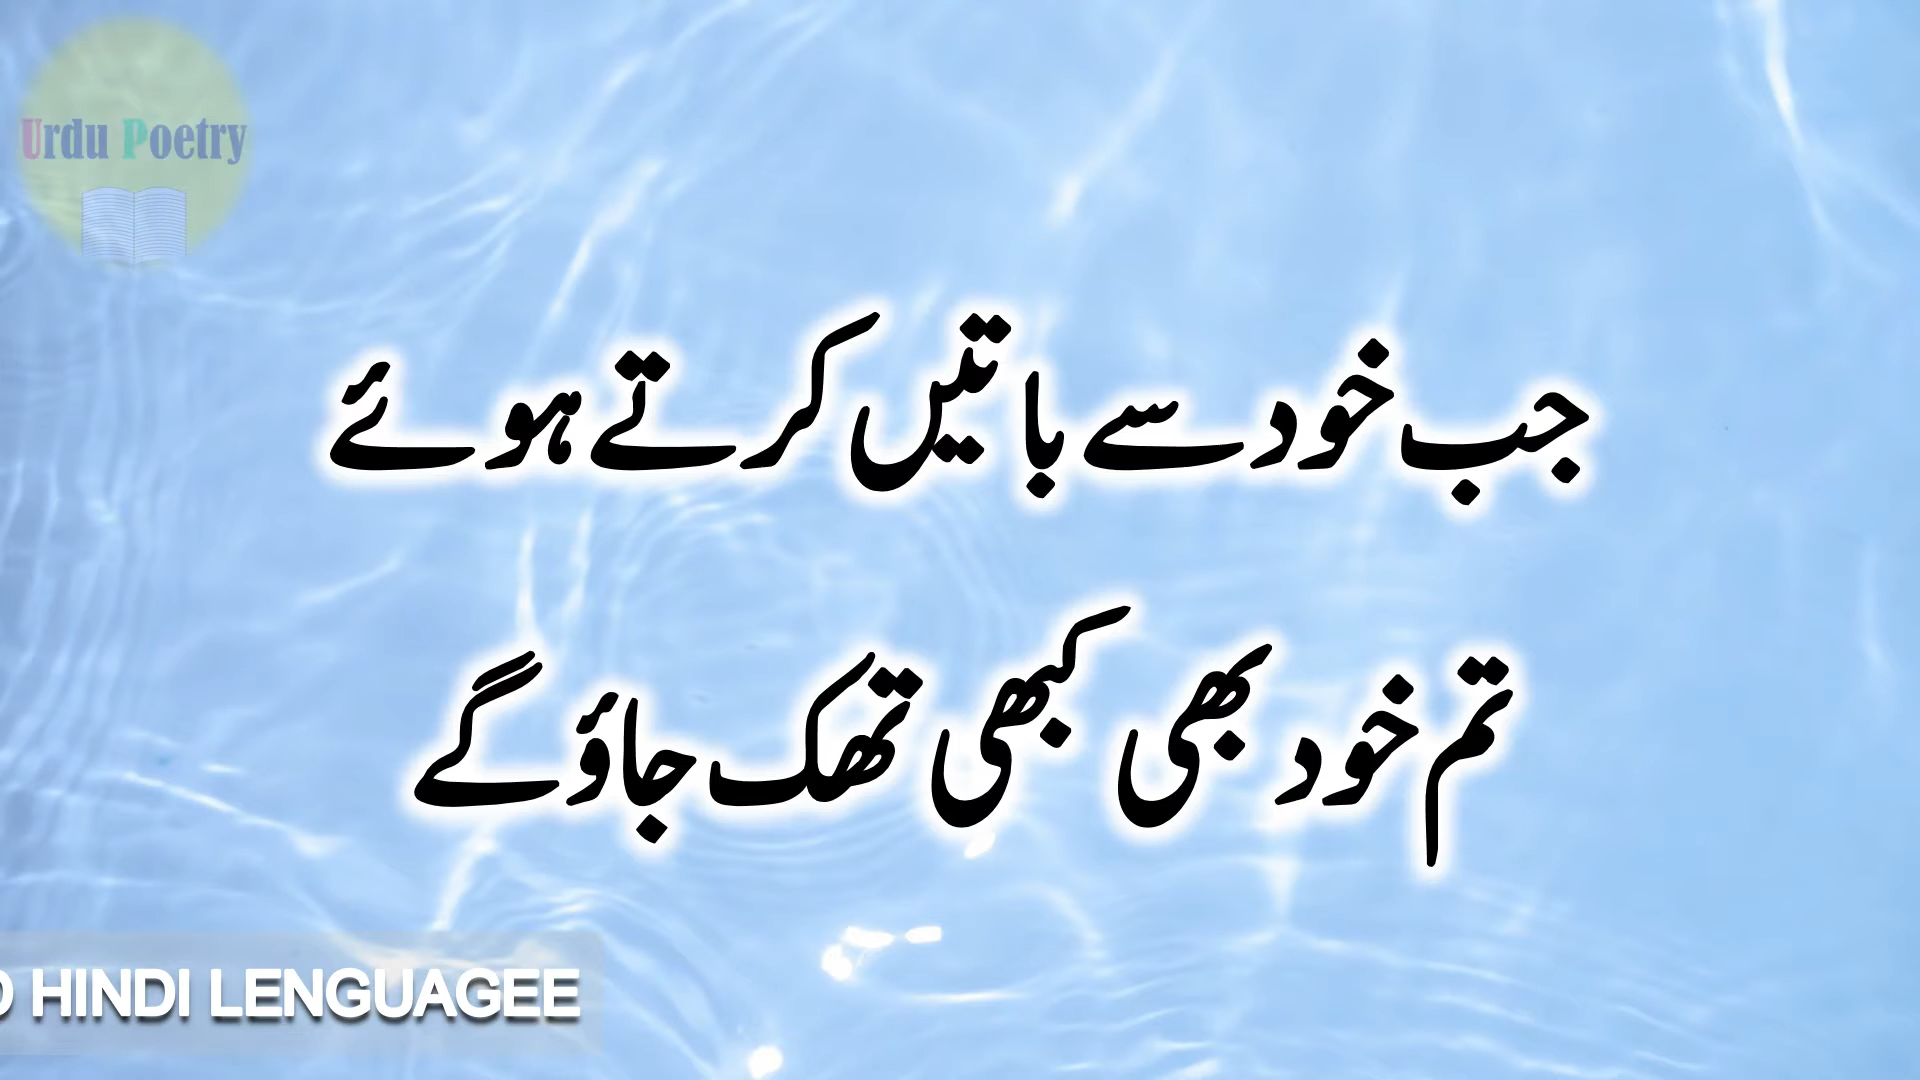 Urdu Poetry
جب خود سے باتیں کرتے ہوئے
تم خود بھی کبھی تھک جاؤ گے
HINDI LENGUAGEE